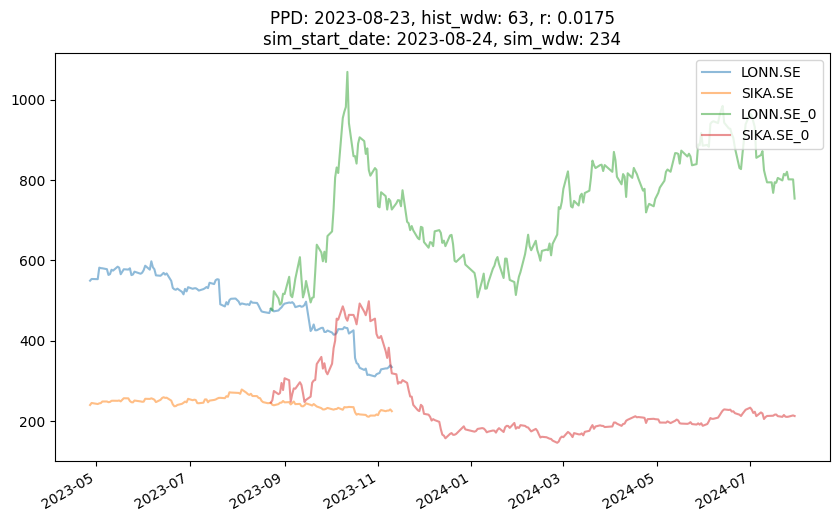 PPD: 2023-08-23, hist_wdw: 63, r: 0.0175
sim_start_date: 2023-08-24, sim_wdw: 234
LONN.SE
SIKA.SE
LONN.SE_0
SIKA.SE_0
1000
800
600
400
200
2023-05
2023-07
2023-09
2023-11
2024-01
2024-03
2024-05
2024-07